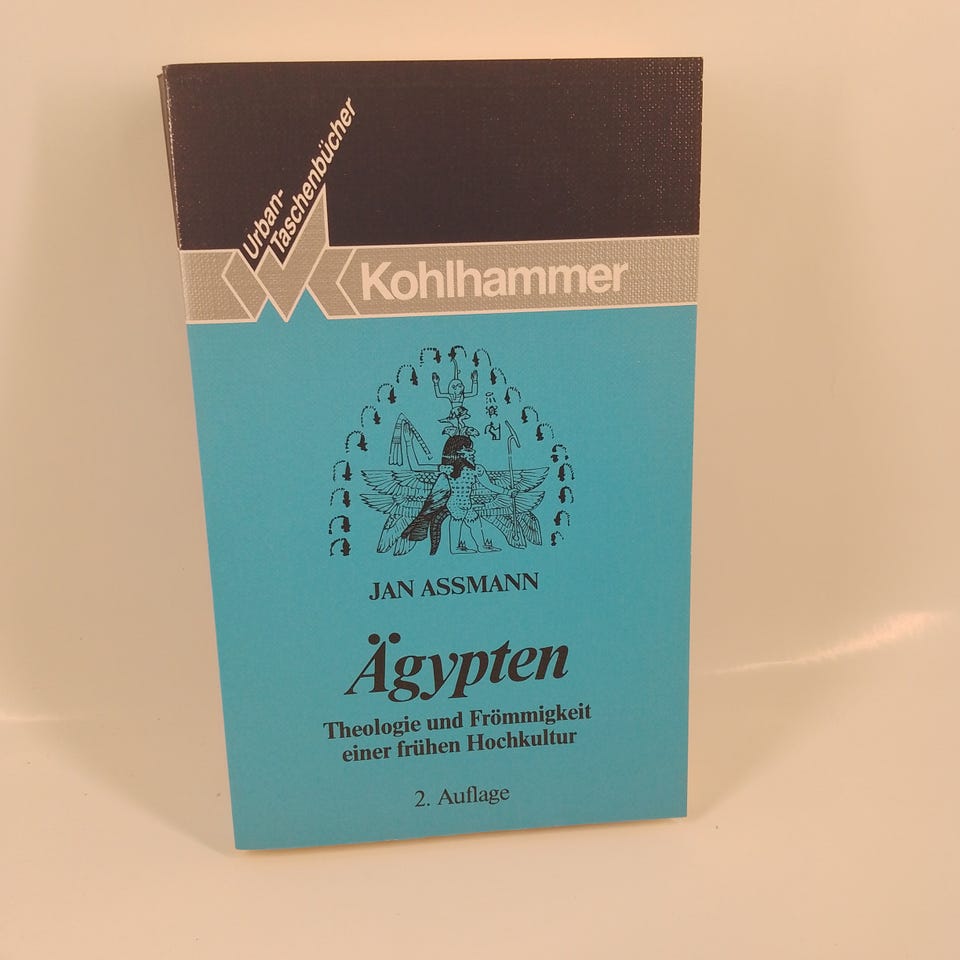 Urban-
Taschenbücher
Kohlhammer
JAN ASSMANN
Ägypten
Theologie und Frömmigkeit
einer frühen Hochkultur
2. Auflage